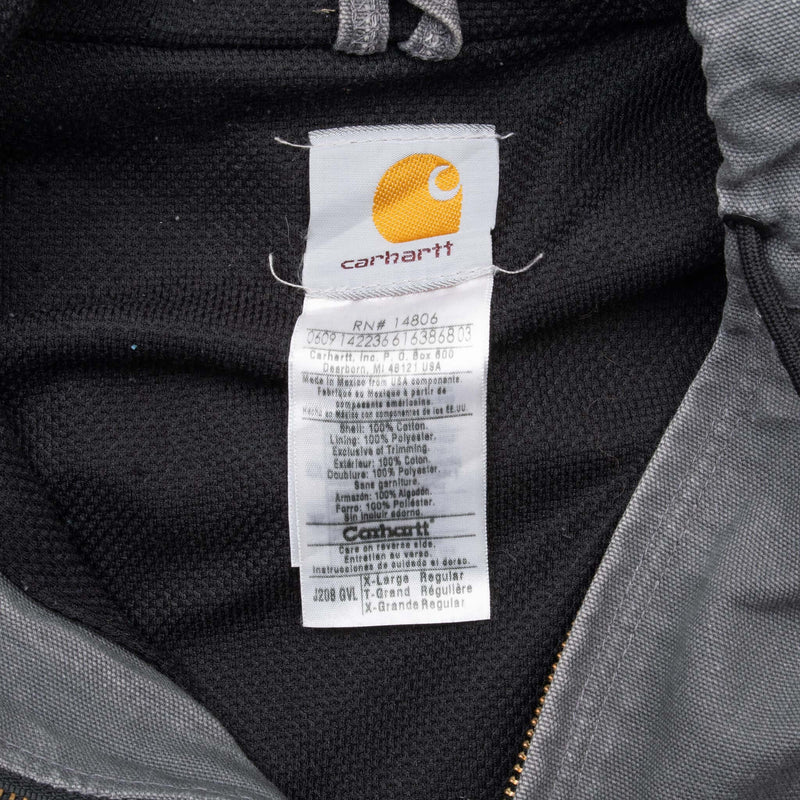 carhartt
RN# 14806
0609142236616386803
Carhartt, Inc. P. O. Box 600
Dearborn, MI 48121 USA
Made in Mexico from USA components.
Fabriqué au Mexique à partir de
composants américains.
Hecho en México con componentes de los EE.UU
Shell: 100% Cotton.
Lining: 100% Polyester.
Exclusive of Trimming.
Extérieur: 100% Coton.
Doublure: 100% Polyester.
Sans garniture.
Armazón: 100% Algodón.
Forro: 100% Poliéster.
Sin incluir adorno.
Carhartt
Care on reverse side.
Entretien au verso.
Instrucciones de cuidado al dorso.
J208 GVL
X-Large Regular
T-Grand Régulière
X-Grande Regular